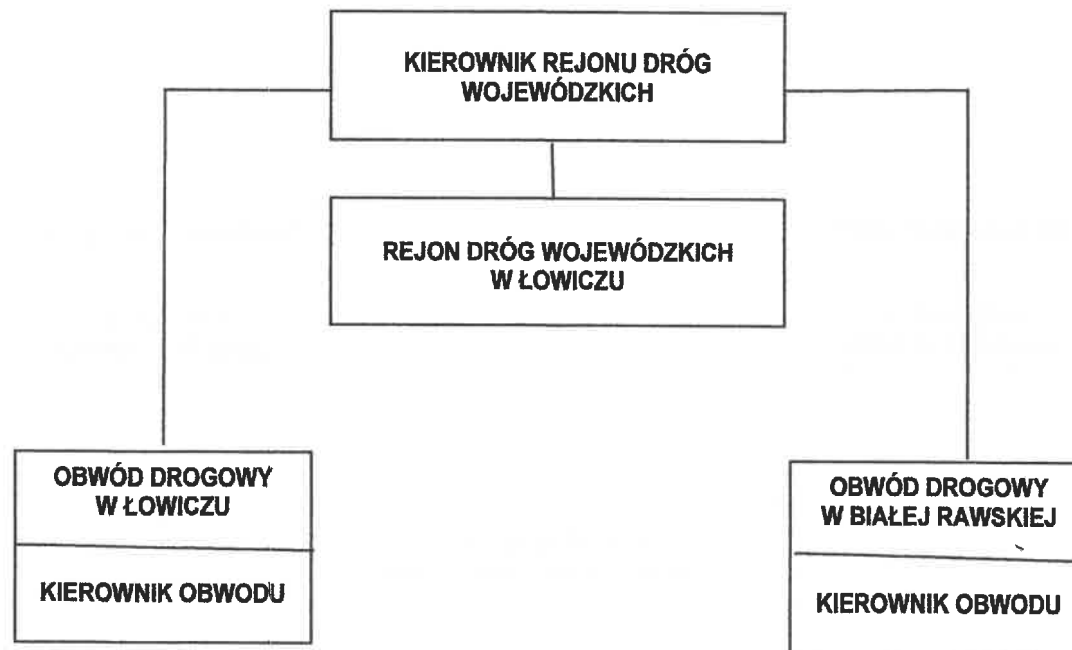 KIEROWNIK REJONU DRÓG
WOJEWÓDZKICH
REJON DRÓG WOJEWÓDZKICH
W ŁOWICZU
OBWÓD DROGOWY
W ŁOWICZU
KIEROWNIK OBWODU
OBWÓD DROGOWY
W BIAŁEJ RAWSKIEJ
KIEROWNIK OBWODU